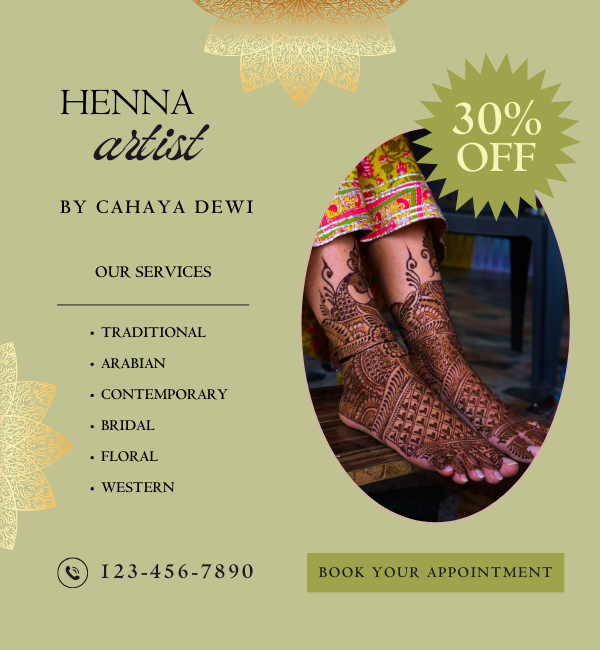 HENNA
artist
BY CAHAYA DEWI
30%
OFF
OUR SERVICES
• TRADITIONAL
• ARABIAN
• CONTEMPORARY
• BRIDAL
• FLORAL
• WESTERN
123-456-7890
BOOK YOUR APPOINTMENT